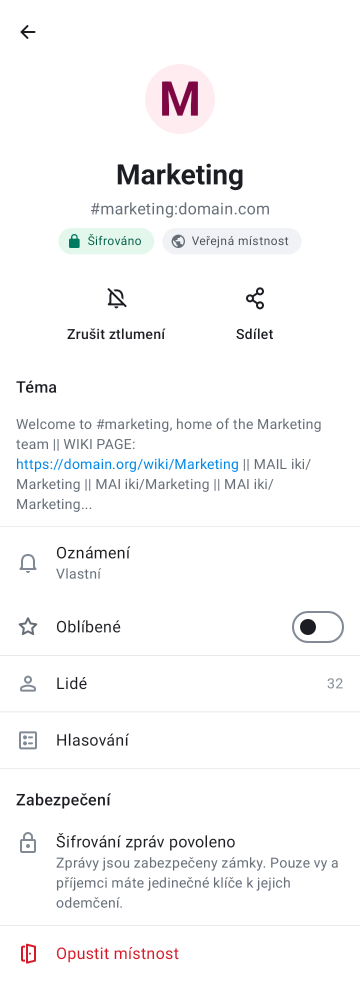 M
Marketing
#marketing:domain.com
Šifrováno
Veřejná místnost
Zrušit ztlumení
Sdílet
Téma
Welcome to #marketing, home of the Marketing
team || WIKI PAGE:
https://domain.org/wiki/Marketing || MAIL iki/
Marketing || MAI iki/Marketing || MAI iki/
Marketing...
Oznámení
Vlastní
Oblíbené
Lidé
32
Hlasování
Zabezpečení
Šifrování zpráv povoleno
Zprávy jsou zabezpečeny zámky. Pouze vy a
příjemci máte jedinečné klíče k jejich
odemčení.
Opustit místnost